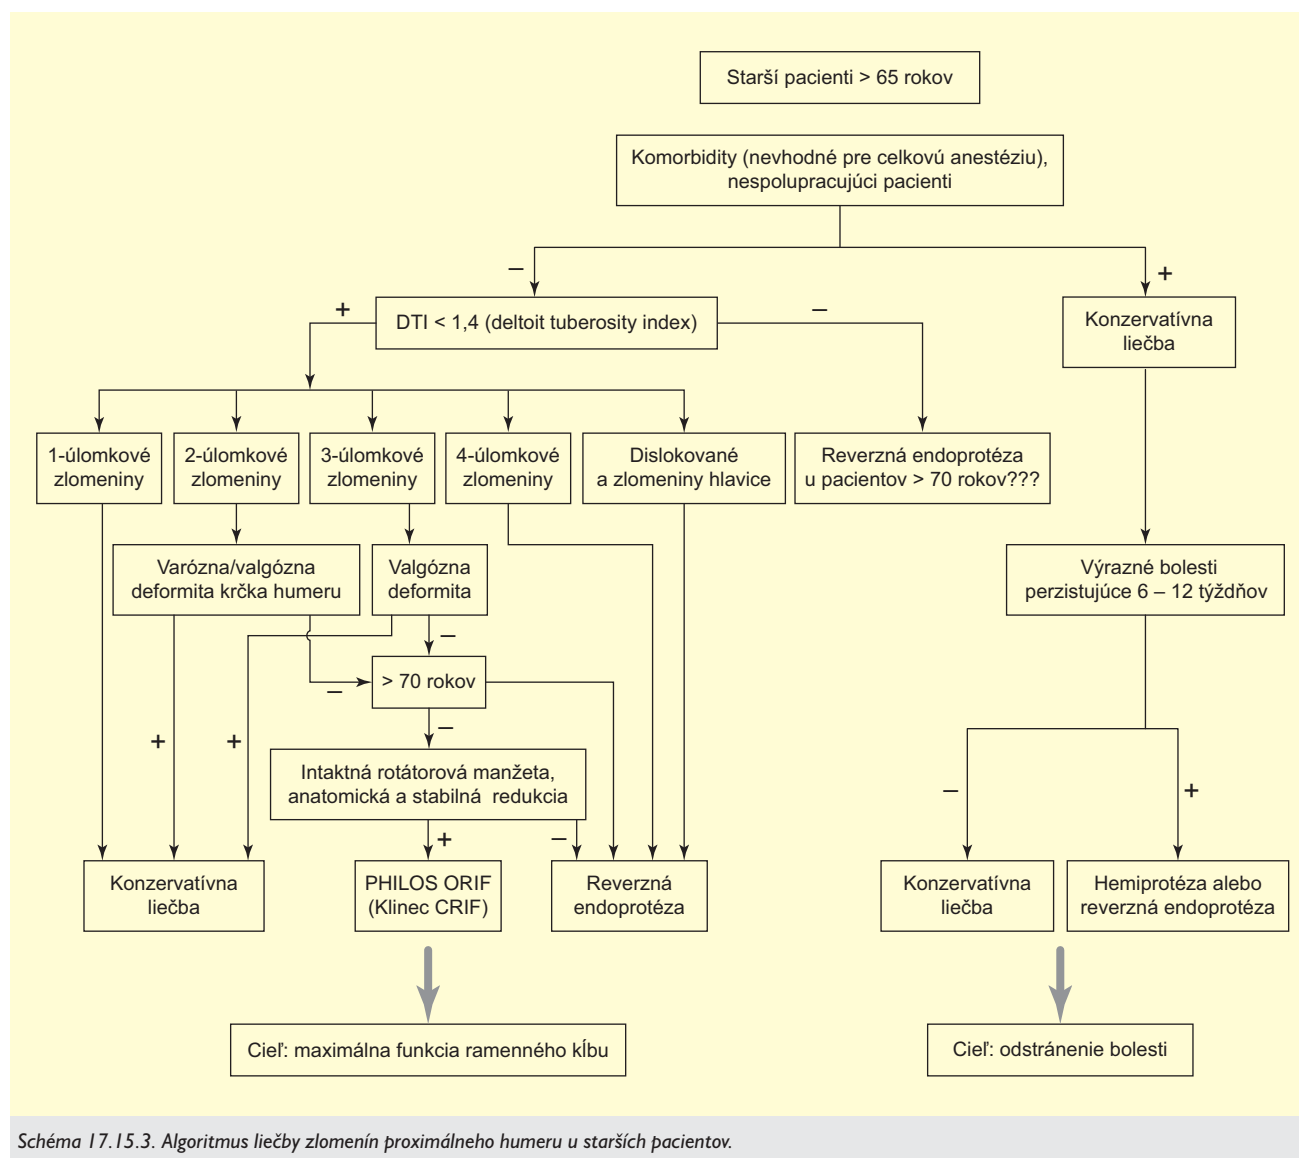 Starší pacienti > 65 rokov
Komorbidity (nevhodné pre celkovú anestéziu),
nespolupracujúci pacienti
–
+
+
DTI < 1,4 (deltoit tuberosity index)
–
Konzervatívna
liečba
1-úlomkové
zlomeniny
2-úlomkové
zlomeniny
3-úlomkové
zlomeniny
4-úlomkové
zlomeniny
Dislokované
a zlomeniny hlavice
Reverzná endoprotéza
u pacientov > 70 rokov???
Varózna/valgózna
deformita krčka humeru
Valgózna
deformita
Výrazné bolesti
perzistujúce 6 – 12 týždňov
–
–
> 70 rokov
–
+
+
Intaktná rotátorová manžeta,
anatomická a stabilná redukcia
–
+
+
–
Konzervatívna
liečba
PHILOS ORIF
(Klinec CRIF)
Reverzná
endoprotéza
Konzervatívna
liečba
Hemiprotéza alebo
reverzná endoprotéza
Cieľ: maximálna funkcia ramenného kĺbu
Cieľ: odstránenie bolesti
Schéma 17.15.3. Algoritmus liečby zlomenín proximálneho humeru u starších pacientov.